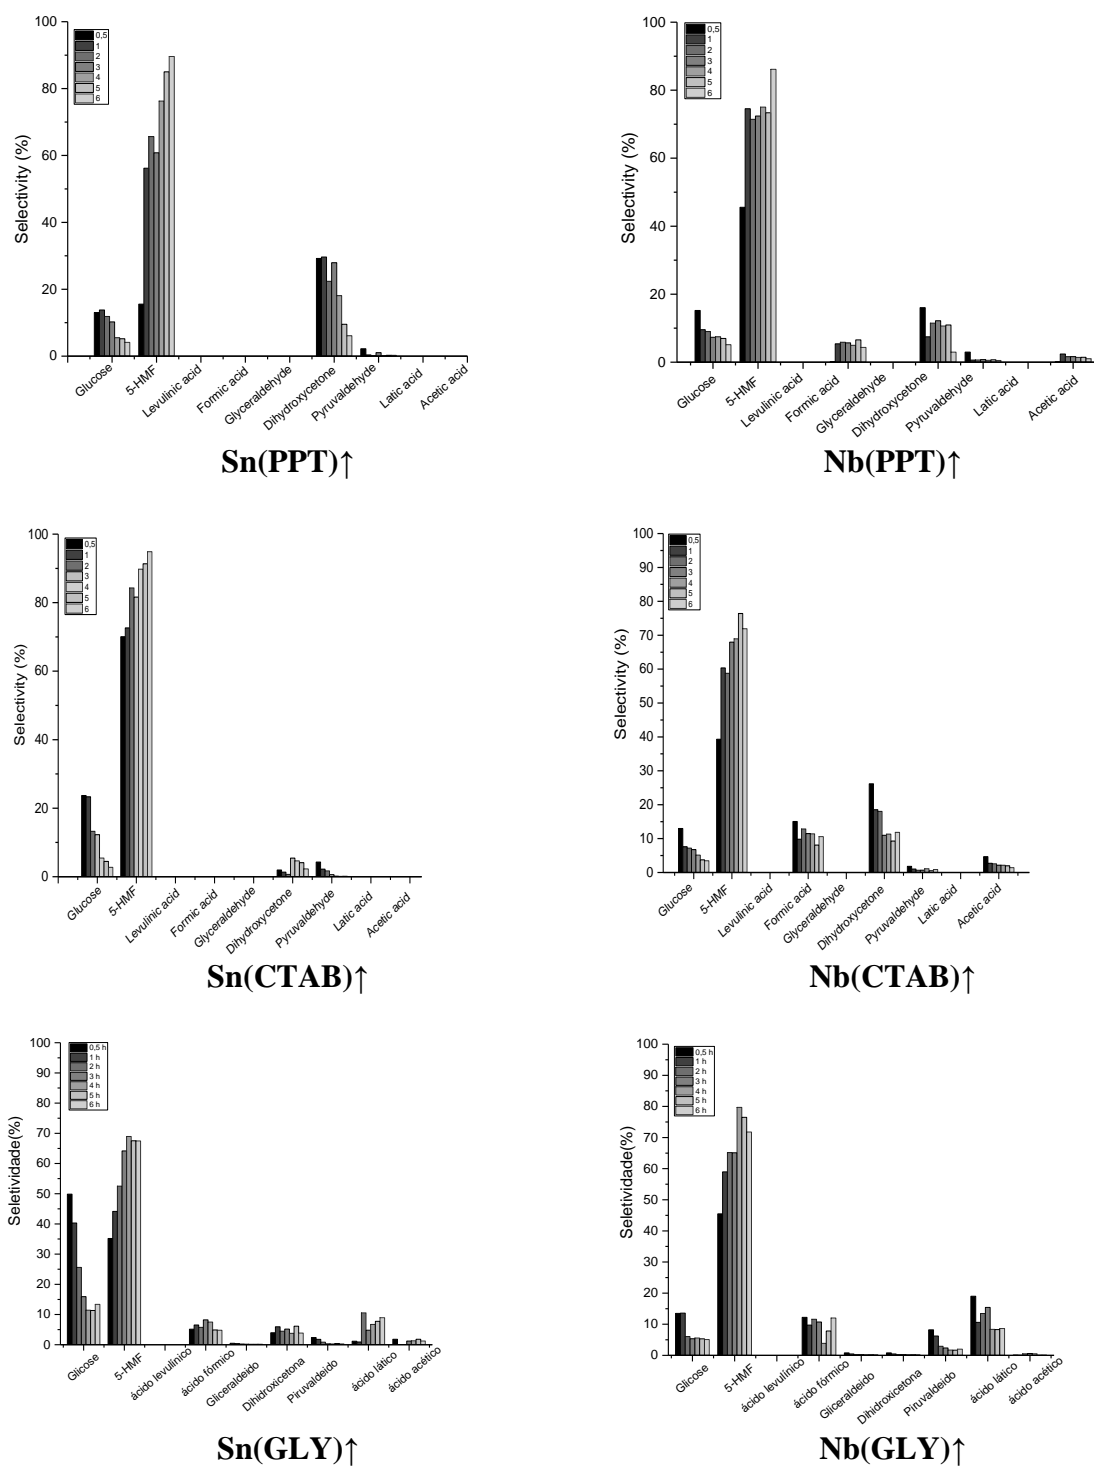 100
80
60
40
20
0
Selectivity (%)
0,5
1
2
3
4
5
6
Glucose
5-HMF
Levulinic acid
Formic acid
Glyceraldehyde
Dihydroxycetone
Pyruvaldehyde
Latic acid
Acetic acid
Sn(PPT)↑
100
80
60
40
20
0
Selectivity (%)
0,5
1
2
3
4
5
6
Glucose
5-HMF
Levulinic acid
Formic acid
Glyceraldehyde
Dihydroxycetone
Pyruvaldehyde
Latic acid
Acetic acid
Nb(PPT)↑
100
80
60
40
20
0
Selectivity (%)
0,5
1
2
3
4
5
6
Glucose
5-HMF
Levulinic acid
Formic acid
Glyceraldehyde
Dihydroxycetone
Pyruvaldehyde
Latic acid
Acetic acid
Sn(CTAB)↑
100
90
80
70
60
50
40
30
20
10
0
Selectivity (%)
0,5
1
2
3
4
5
6
Glucose
5-HMF
Levulinic acid
Formic acid
Glyceraldehyde
Dihydroxycetone
Pyruvaldehyde
Latic acid
Acetic acid
Nb(CTAB)↑
100
90
80
70
60
50
40
30
20
10
0
Seletividade(%)
0,5 h
1 h
2 h
3 h
4 h
5 h
6 h
Glicose
5-HMF
ácido levulínico
ácido fórmico
Gliceraldeido
Dihidroxicetona
Piruvaldeido
ácido lático
ácido acético
Sn(GLY)↑
100
90
80
70
60
50
40
30
20
10
0
Seletividade(%)
0,5 h
1 h
2 h
3 h
4 h
5 h
6 h
Glicose
5-HMF
ácido levulínico
ácido fórmico
Gliceraldeido
Dihidroxicetona
Piruvaldeido
ácido lático
ácido acético
Nb(GLY)↑